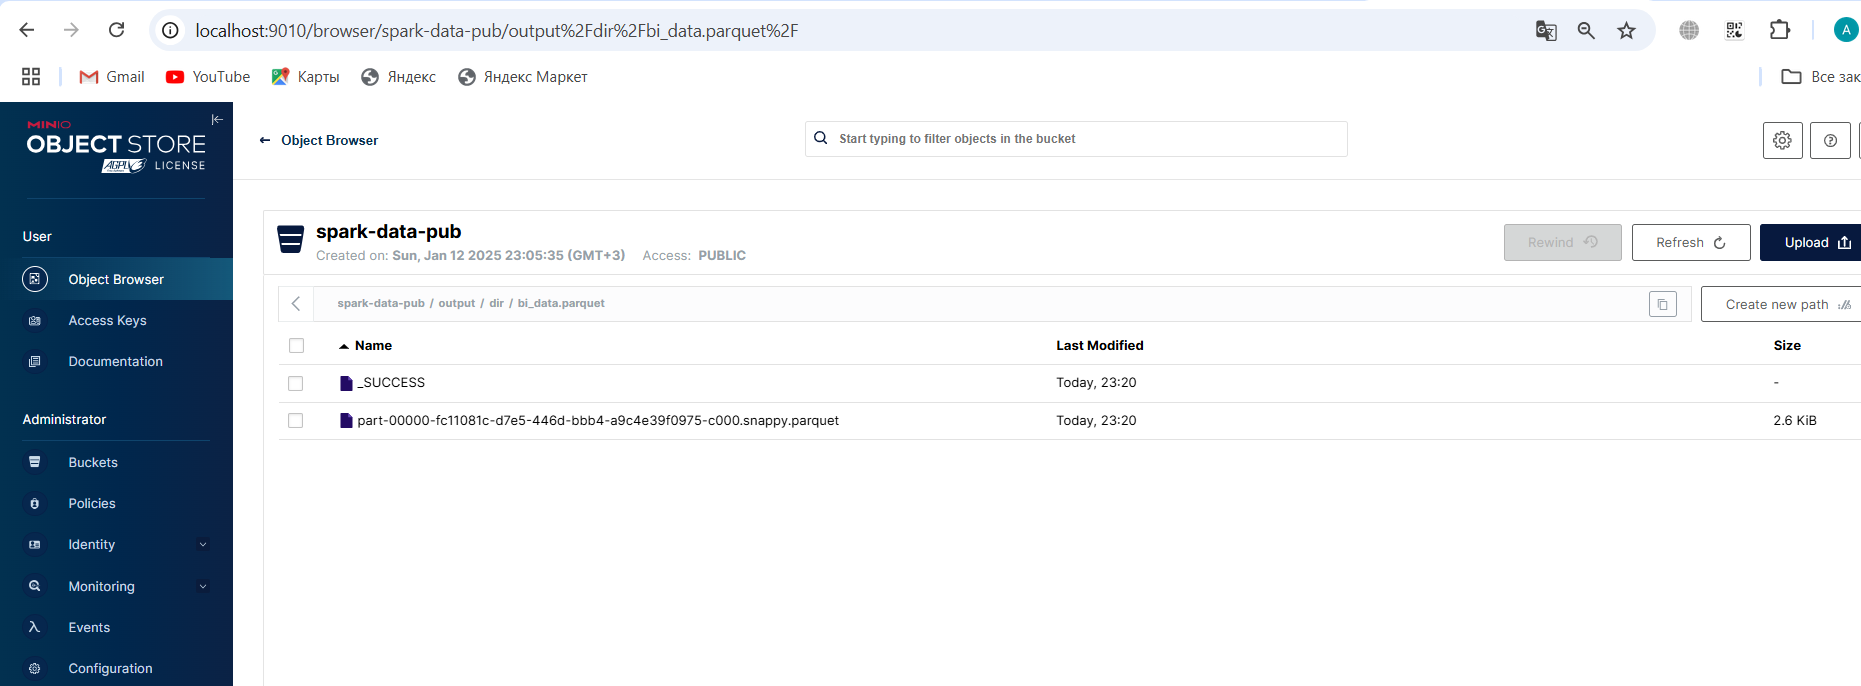 localhost:9010/browser/spark-data-pub/output%2Fdir%2Fbi_data.parquet%2F
A
Gmail YouTube Карты Яндекс Яндекс Маркет Все зак
MINIO
OBJECT STORE
AGPL V3 LICENSE
← Object Browser
Start typing to filter objects in the bucket
User
Object Browser
Access Keys
Documentation
Administrator
Buckets
Policies
Identity
Monitoring
Events
Configuration
spark-data-pub
Created on: Sun, Jan 12 2025 23:05:35 (GMT+3) Access: PUBLIC
Rewind Refresh Upload
spark-data-pub / output / dir / bi_data.parquet
Create new path
Name Last Modified Size
_SUCCESS Today, 23:20 -
part-00000-fc11081c-d7e5-446d-bbb4-a9c4e39f0975-c000.snappy.parquet Today, 23:20 2.6 KiB